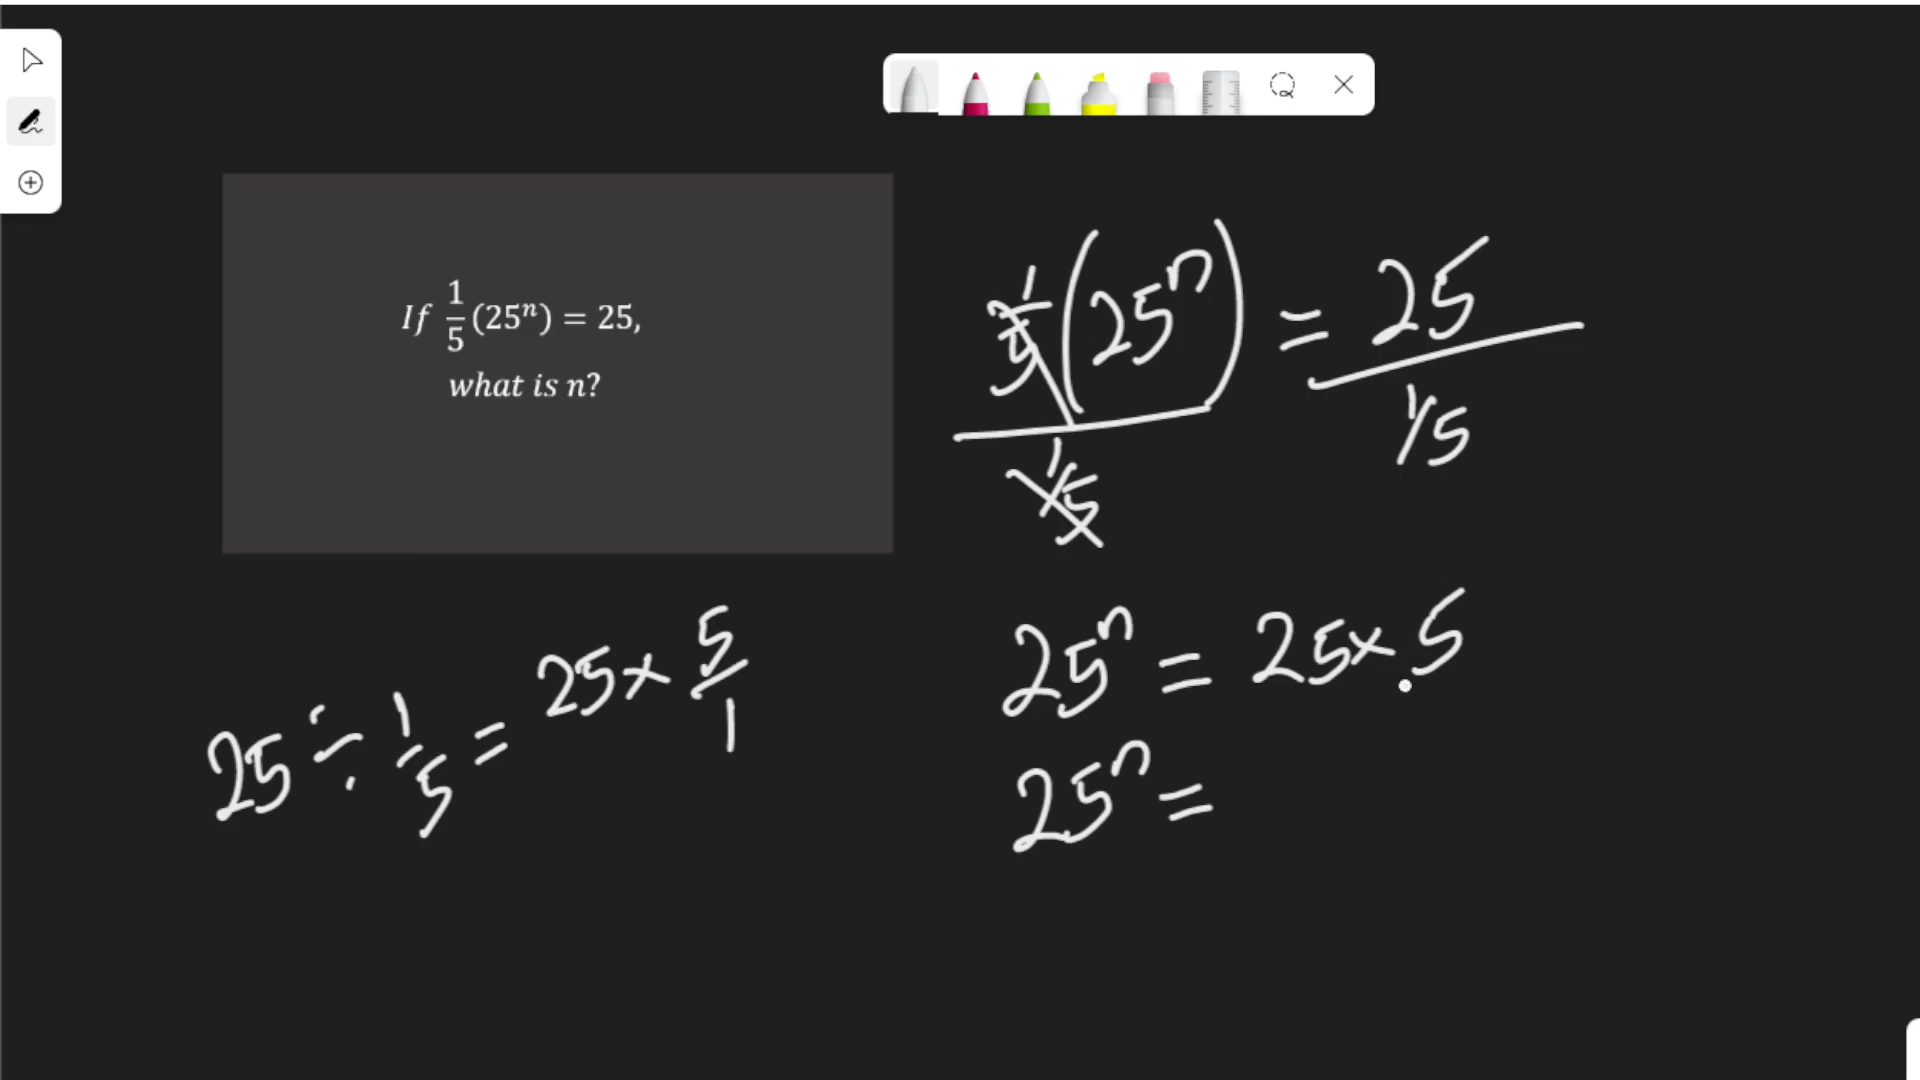 If 1/5 (25ⁿ) = 25,
what is n?
1/5 (25ⁿ) / 1/5 = 25 / 1/5
25 ÷ 1/5 = 25 × 5/1
25ⁿ = 25 × 5
25ⁿ =